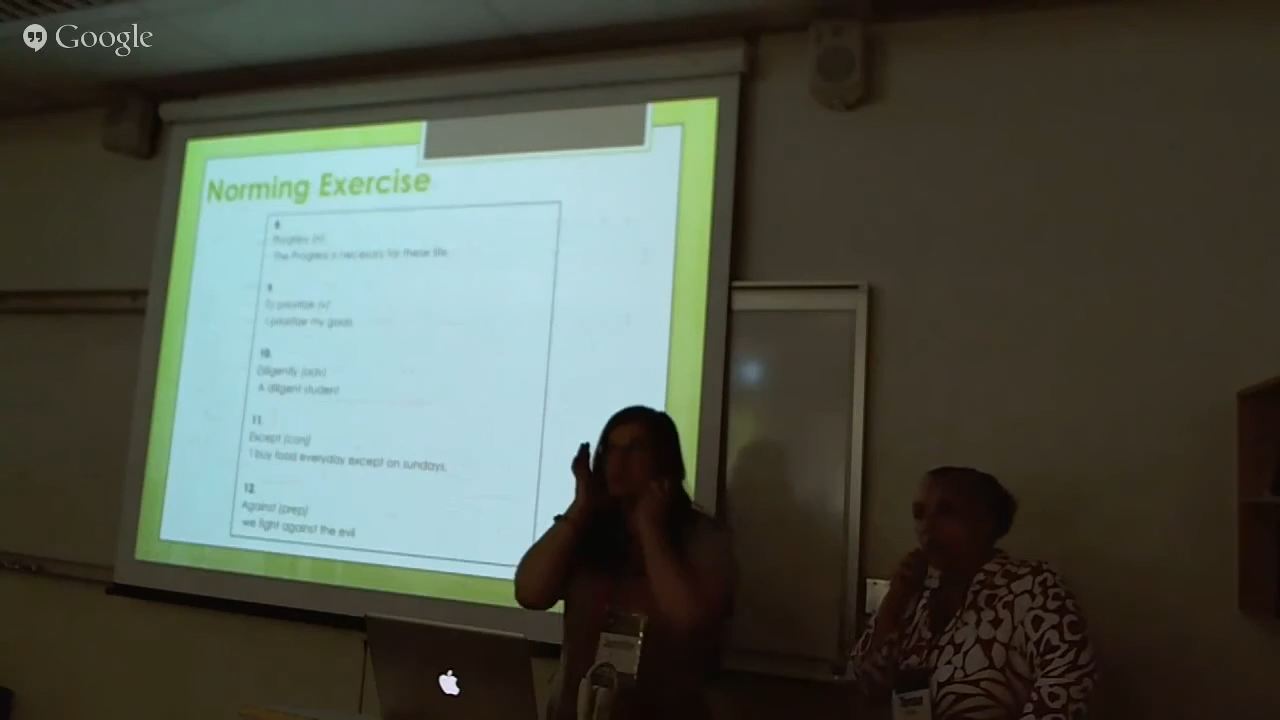 Google
Norming Exercise
Progress (n)
The Progress is necessary for these life.
9.
To prioritize (v)
I prioritize my goals
10.
Diligently (adv)
A diligent student
11.
Except (conj)
I buy food everyday except on sundays.
12.
Against (prep)
we fight against the evil